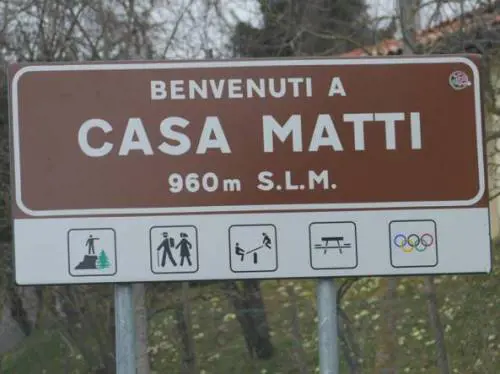 BENVENUTI A
CASA MATTI
960m S.L.M.